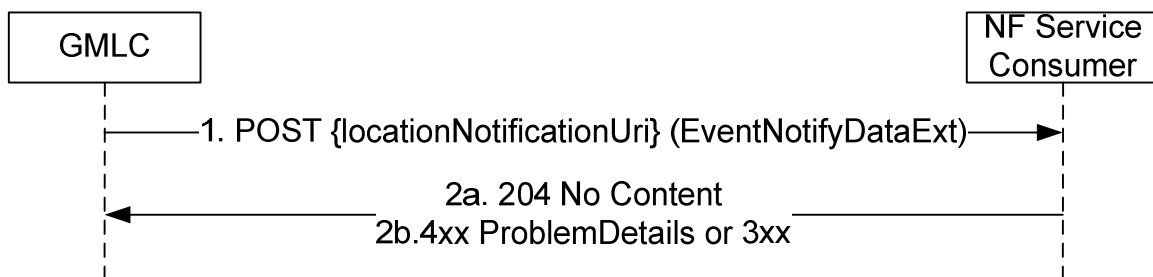 GMLC
NF Service
Consumer
1. POST {locationNotificationUri} (EventNotifyDataExt)
2a. 204 No Content
2b.4xx ProblemDetails or 3xx